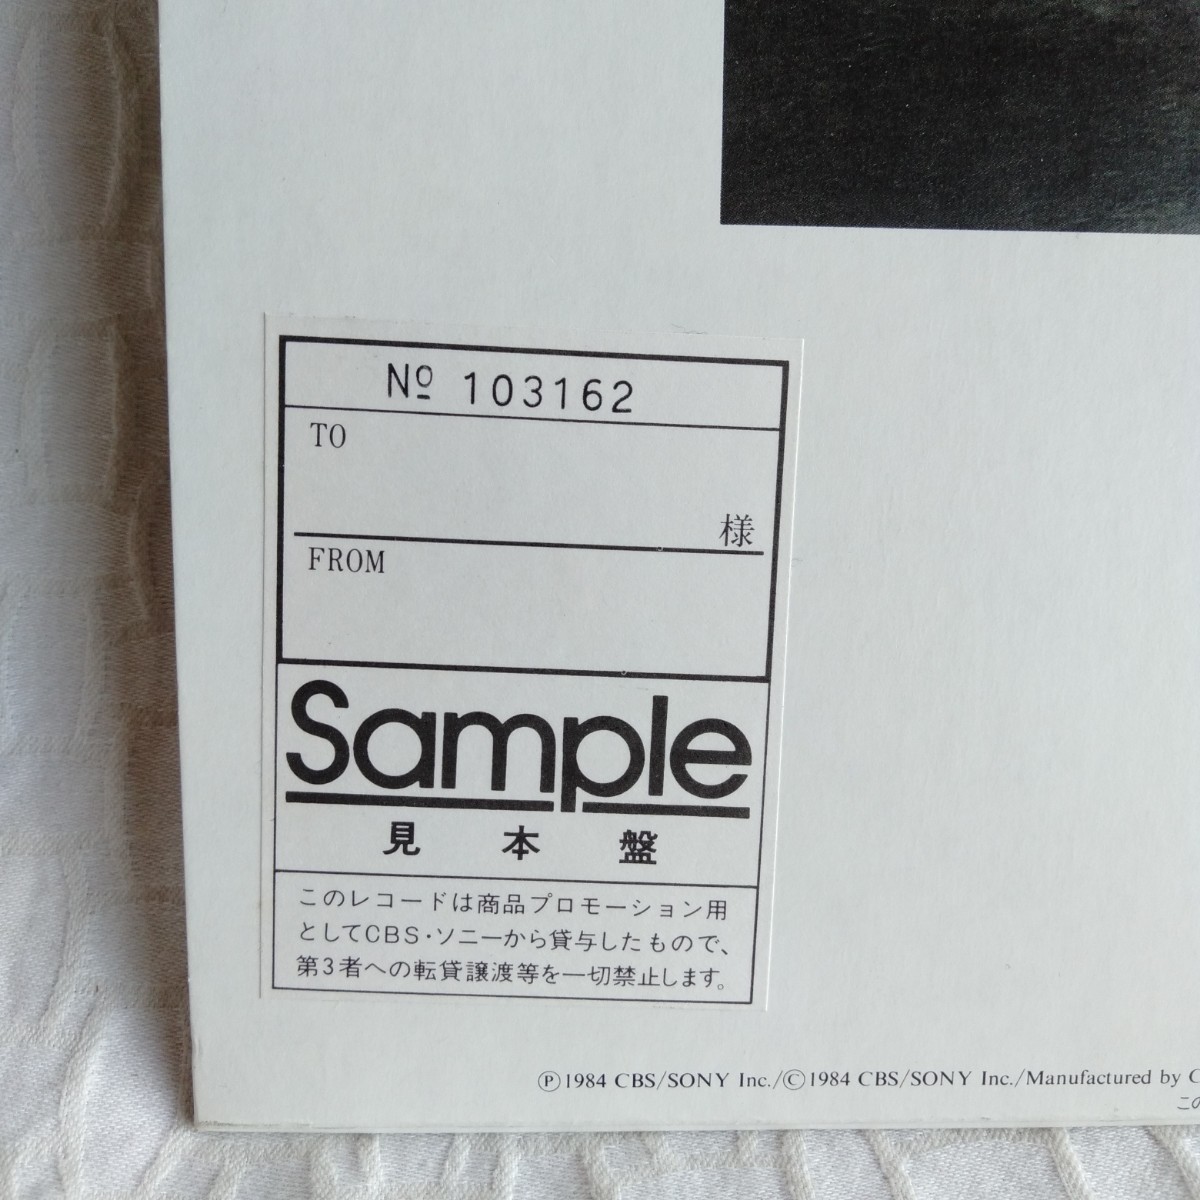 Nº 103162
TO
様
FROM
Sample
見本盤
このレコードは商品プロモーション用
としてCBS・ソニーから貸与したもので、
第3者への転貸譲渡等を一切禁止します。
Ⓟ1984 CBS/SONY Inc./Ⓒ1984 CBS/SONY Inc./Manufactured by C
この